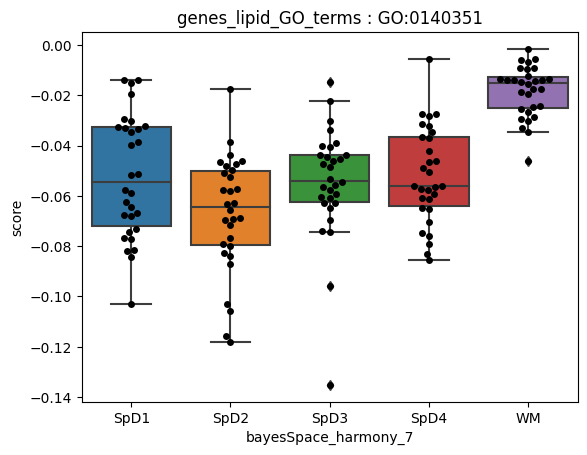 genes_lipid_GO_terms : GO:0140351
0.00
−0.02
−0.04
−0.06
−0.08
−0.10
−0.12
−0.14
score
SpD1 SpD2 SpD3 SpD4 WM
bayesSpace_harmony_7